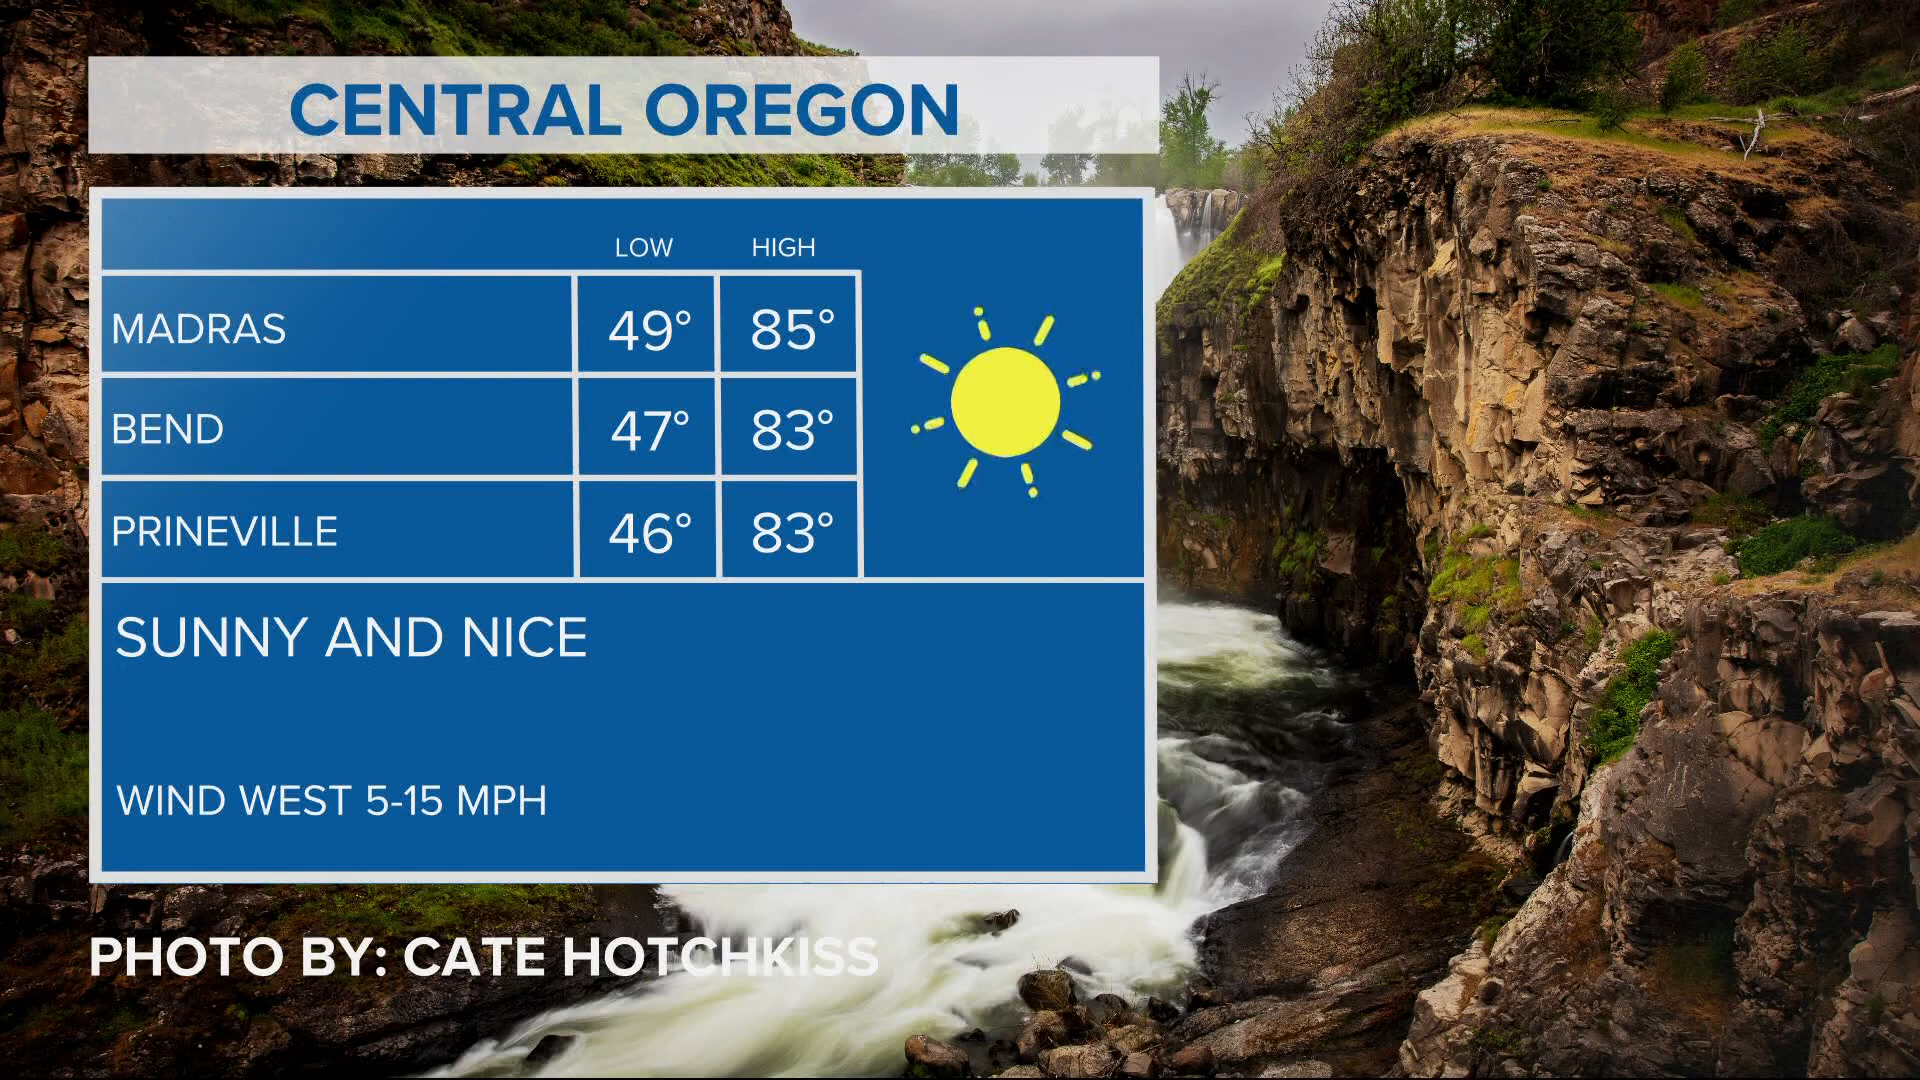 CENTRAL OREGON
LOW HIGH
MADRAS 49° 85°
BEND 47° 83°
PRINEVILLE 46° 83°
SUNNY AND NICE
WIND WEST 5-15 MPH
PHOTO BY: CATE HOTCHKISS